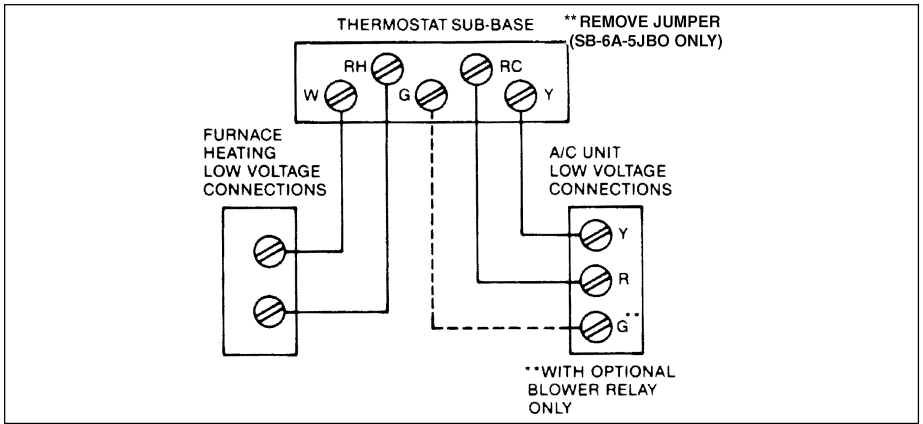 THERMOSTAT SUB-BASE
**REMOVE JUMPER
(SB-6A-5JBO ONLY)
RH
RC
W
G
Y
FURNACE
HEATING
LOW VOLTAGE
CONNECTIONS
A/C UNIT
LOW VOLTAGE
CONNECTIONS
Y
R
G**
**WITH OPTIONAL
BLOWER RELAY
ONLY